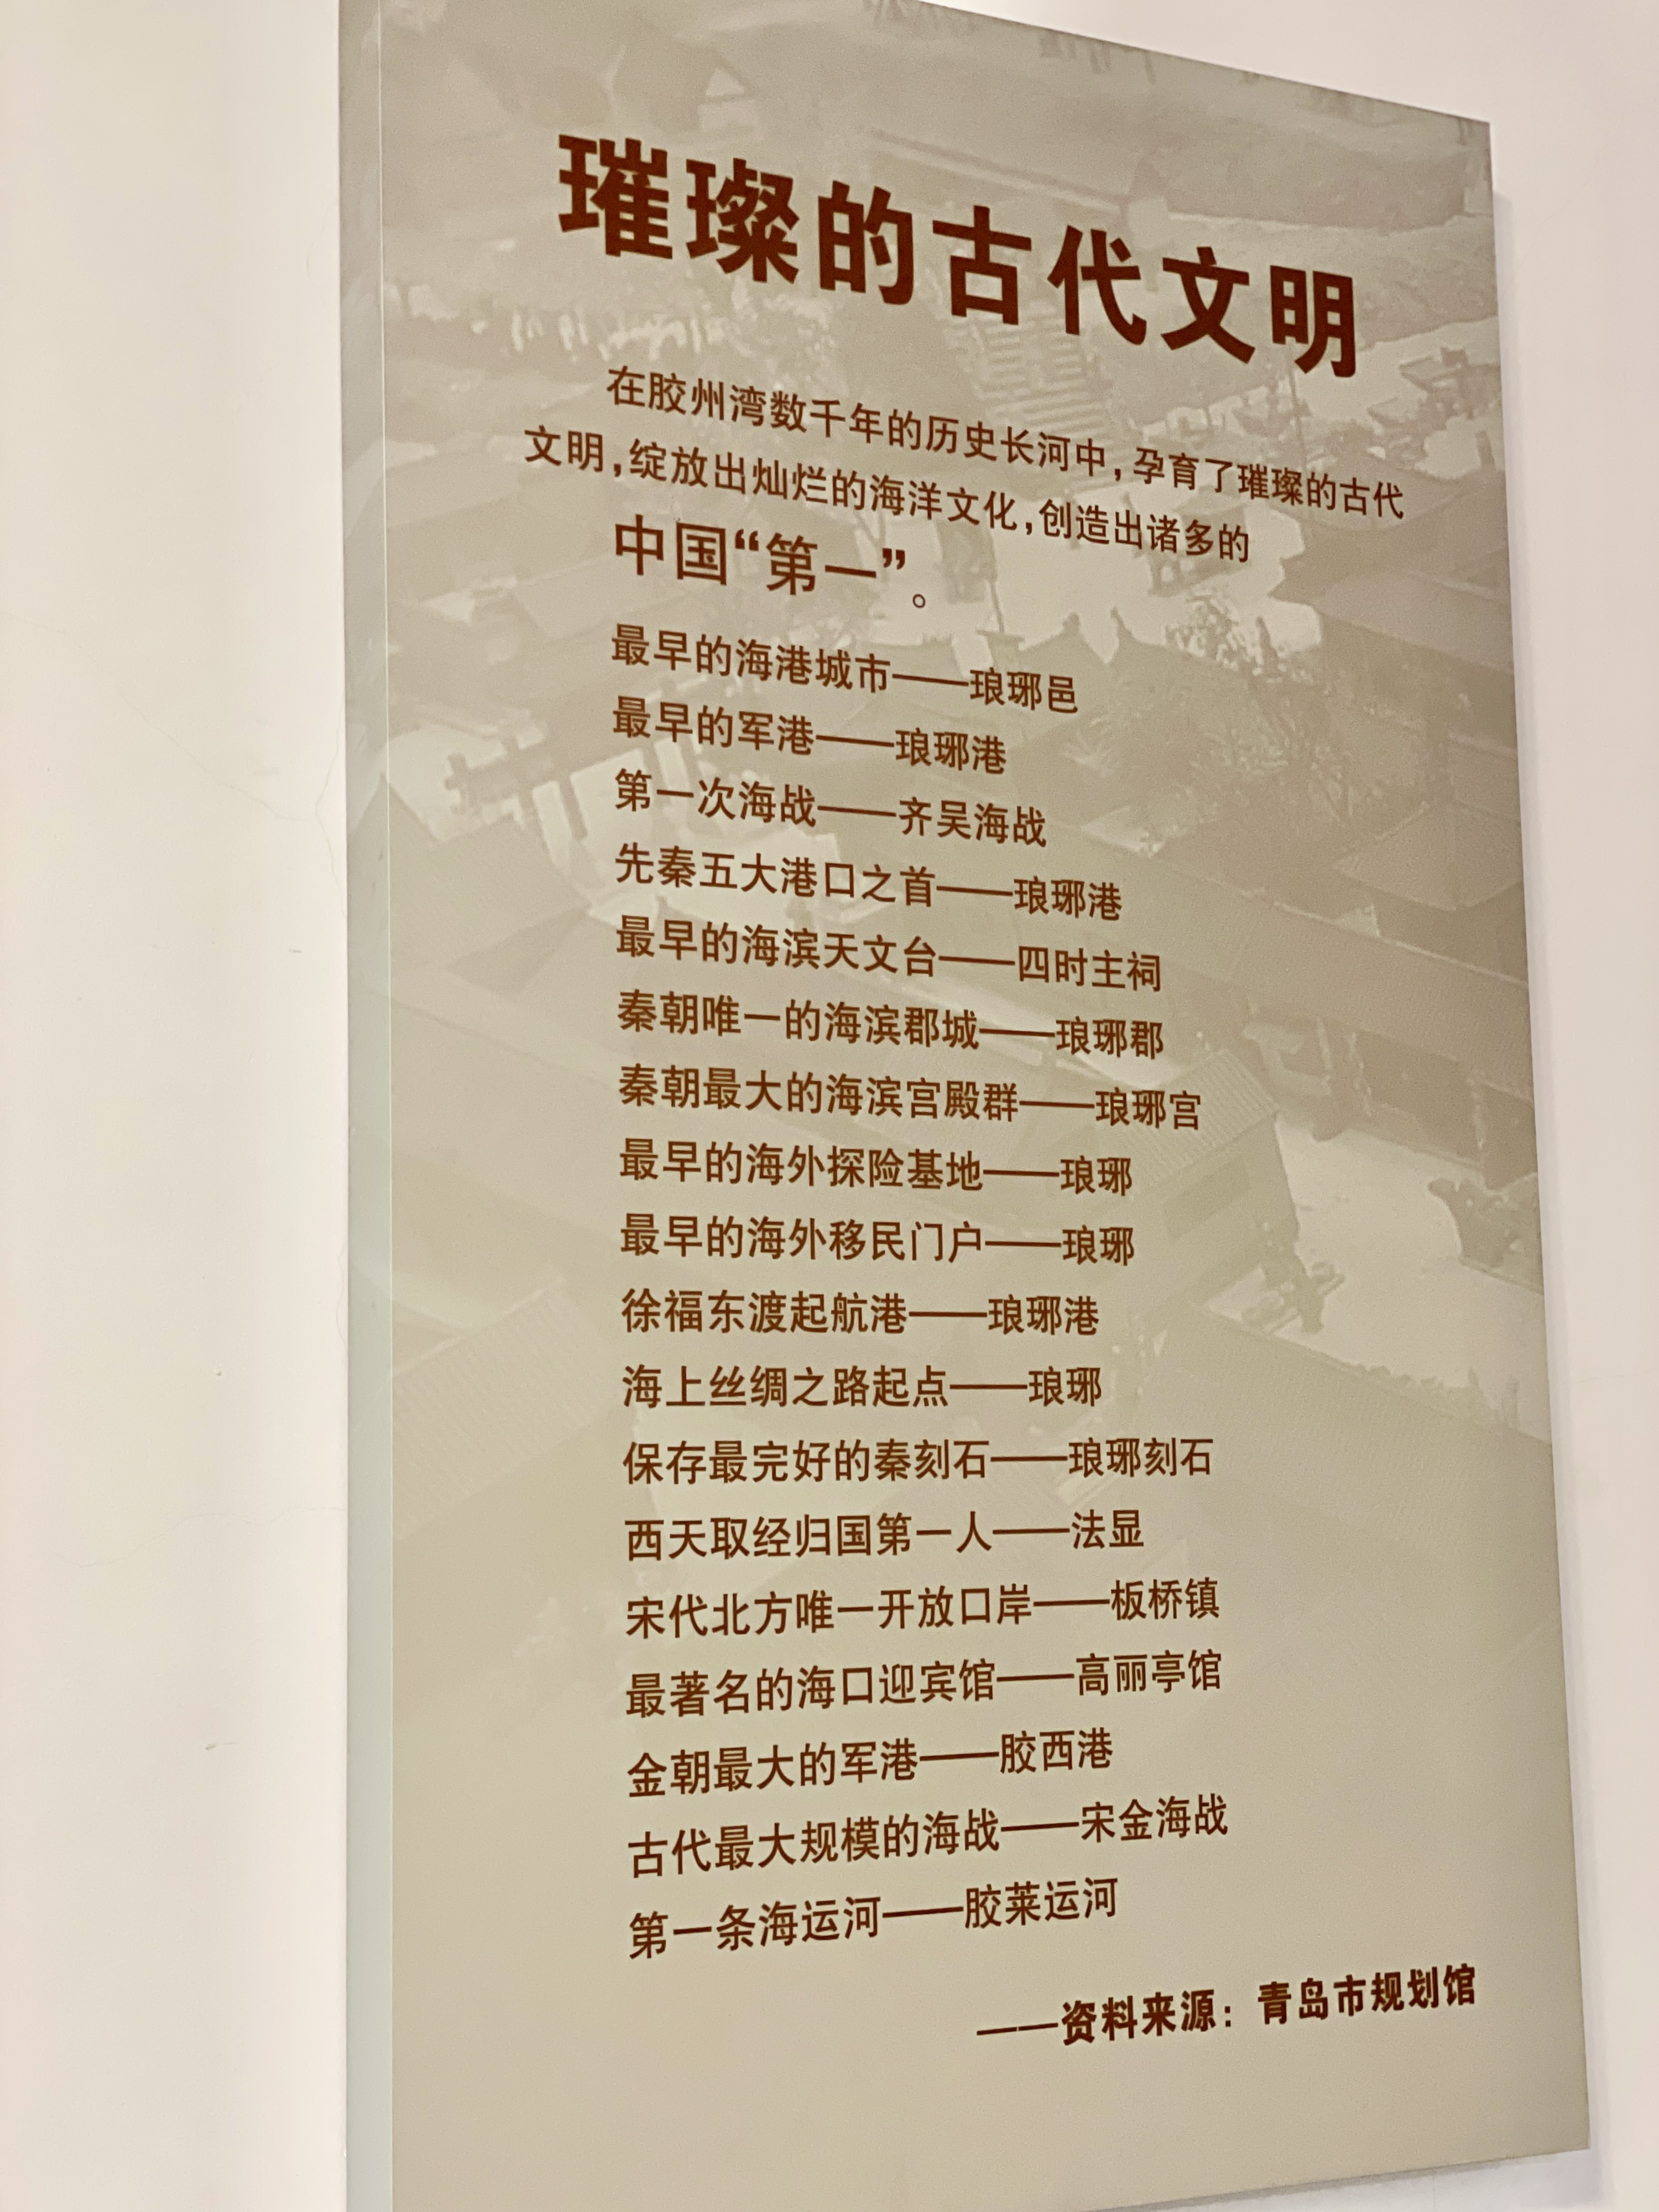 璀璨的古代文明
在胶州湾数千年的历史长河中，孕育了璀璨的古代
文明，绽放出灿烂的海洋文化，创造出诸多的
中国“第一”。
最早的海港城市——琅琊邑
最早的军港——琅琊港
第一次海战——齐吴海战
先秦五大港口之首——琅琊港
最早的海滨天文台——四时主祠
秦朝唯一的海滨郡城——琅琊郡
秦朝最大的海滨宫殿群——琅琊宫
最早的海外探险基地——琅琊
最早的海外移民门户——琅琊
徐福东渡起航港——琅琊港
海上丝绸之路起点——琅琊
保存最完好的秦刻石——琅琊刻石
西天取经归国第一人——法显
宋代北方唯一开放口岸——板桥镇
最著名的海口迎宾馆——高丽亭馆
金朝最大的军港——胶西港
古代最大规模的海战——宋金海战
第一条海运河——胶莱运河
——资料来源：青岛市规划馆